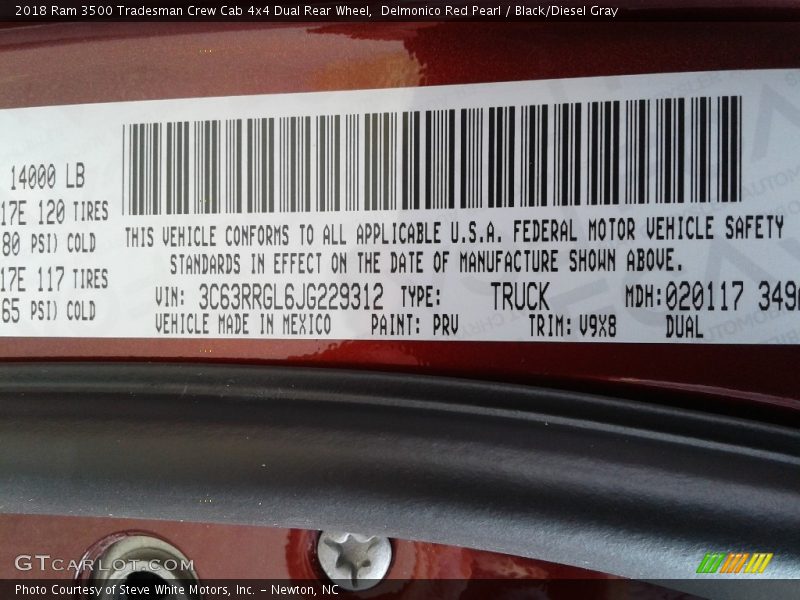 2018 Ram 3500 Tradesman Crew Cab 4x4 Dual Rear Wheel,  Delmonico Red Pearl / Black/Diesel Gray
14000 LB
17E 120 TIRES
80 PSI) COLD
17E 117 TIRES
65 PSI) COLD
THIS VEHICLE CONFORMS TO ALL APPLICABLE U.S.A. FEDERAL MOTOR VEHICLE SAFETY
STANDARDS IN EFFECT ON THE DATE OF MANUFACTURE SHOWN ABOVE.
VIN: 3C63RRGL6JG229312 TYPE: TRUCK MDH:020117 349
VEHICLE MADE IN MEXICO PAINT: PRV TRIM: V9X8 DUAL
GTCARLOT.COM
Photo Courtesy of Steve White Motors, Inc. – Newton, NC